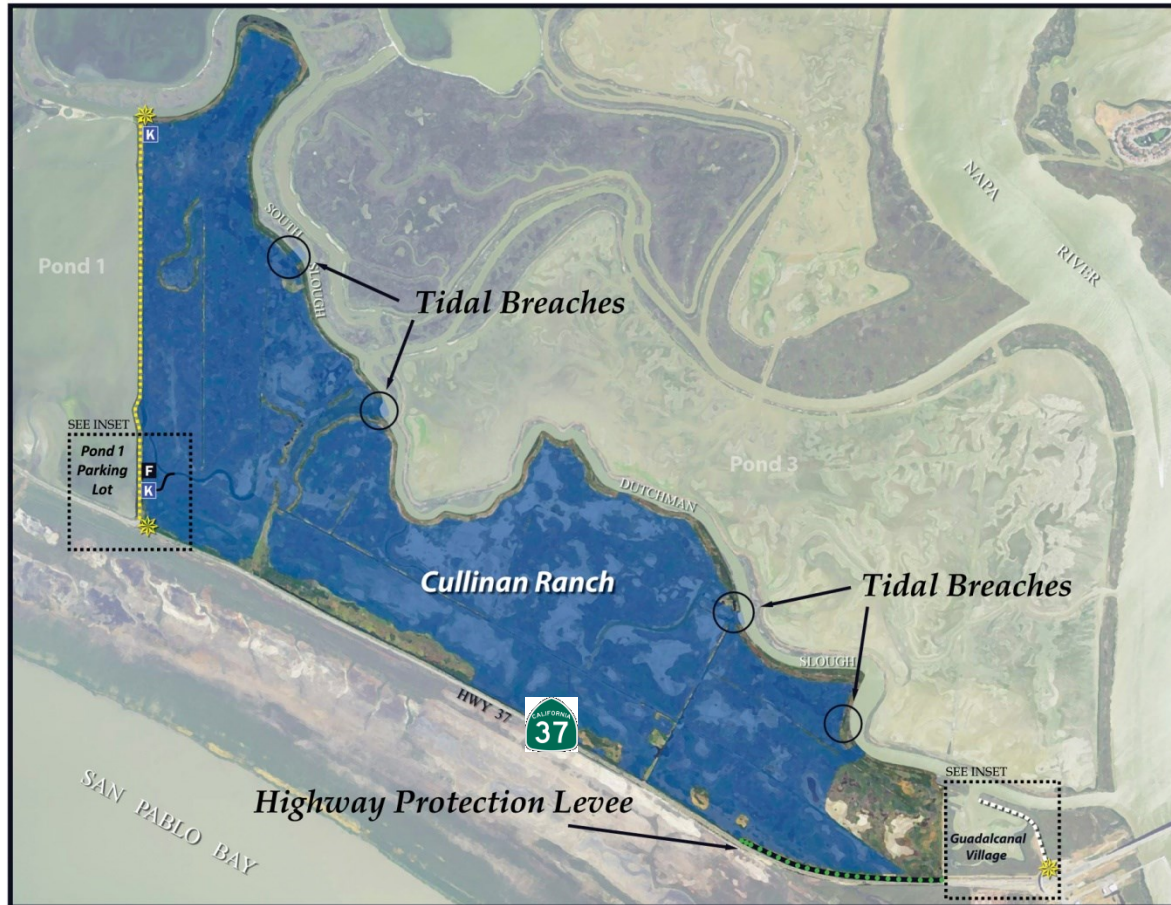 K
SOUTH
SLOUGH
NAPA
RIVER
Pond 1
Tidal Breaches
SEE INSET
Pond 1
Parking
Lot
F
K
Pond 3
DUTCHMAN
Cullinan Ranch
Tidal Breaches
SLOUGH
HWY 37
CALIFORNIA
37
SEE INSET
SAN PABLO BAY
Highway Protection Levee
Guadalcanal
Village